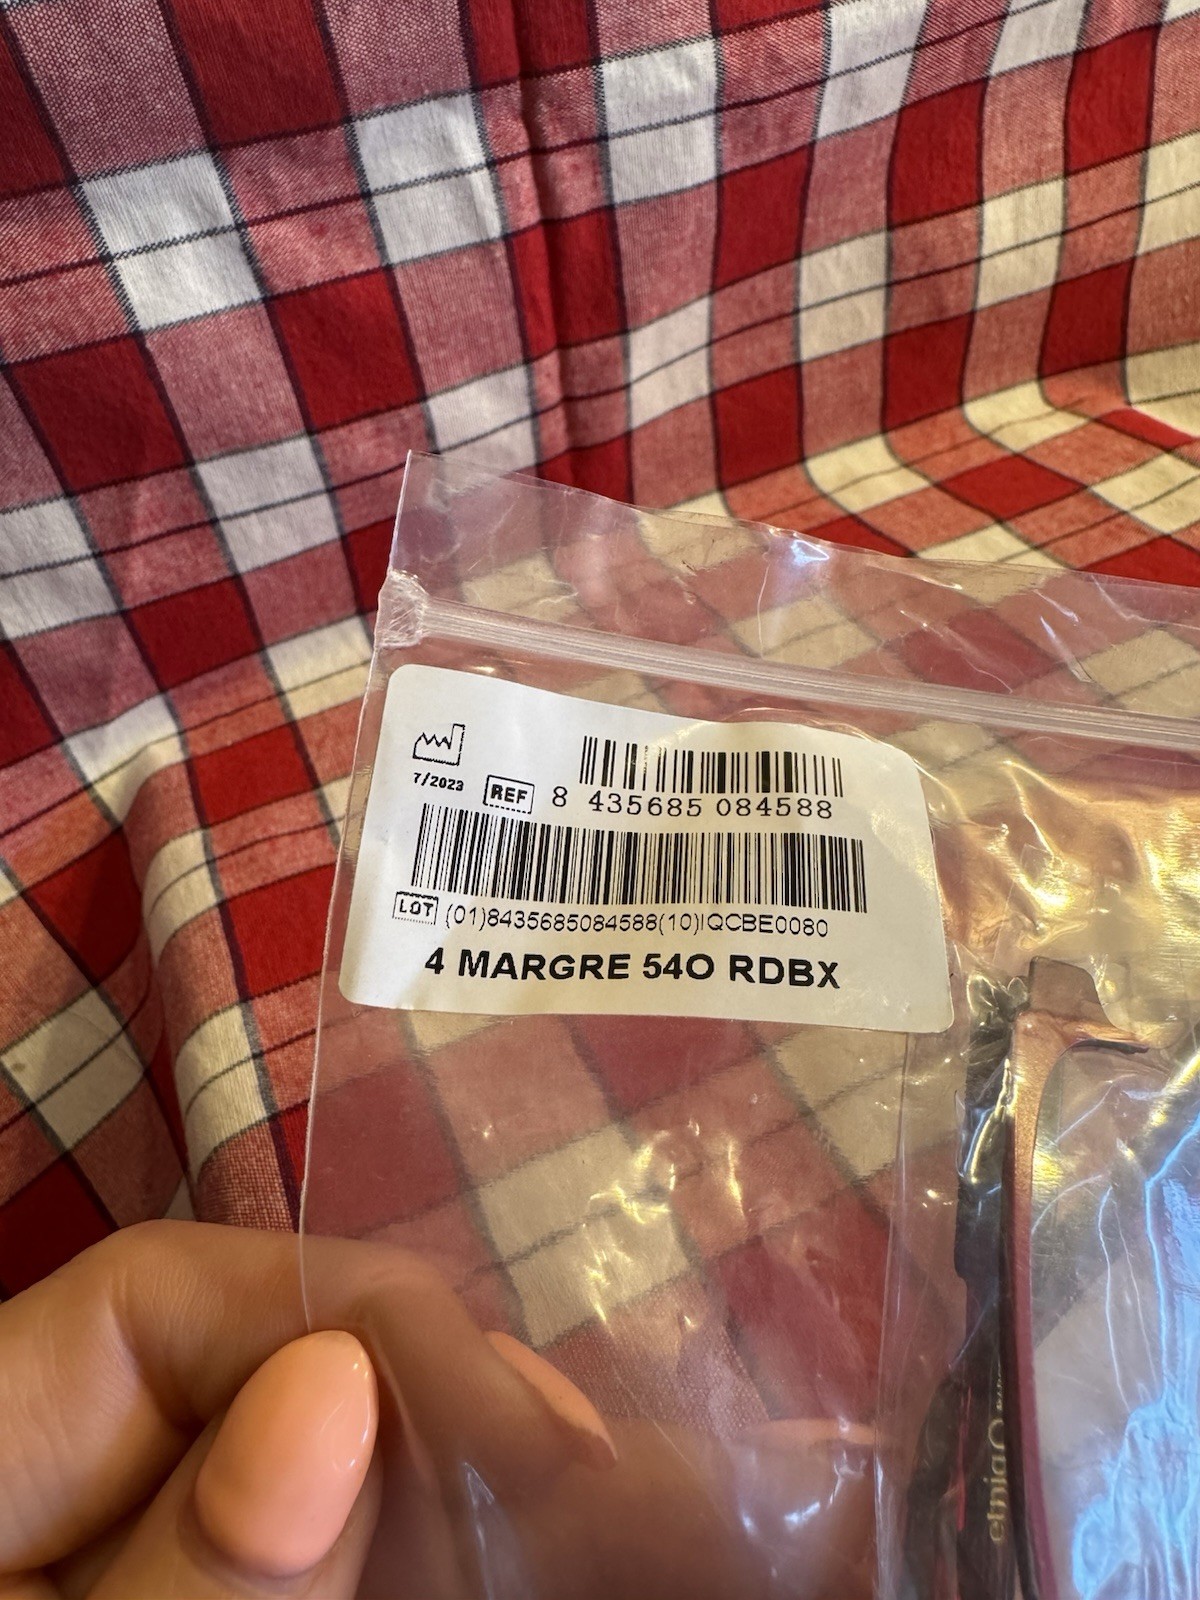 7/2023
REF 8 435685 084588
LOT (01)8435685084588(10)IQCBE0080
4 MARGRE 54O RDBX